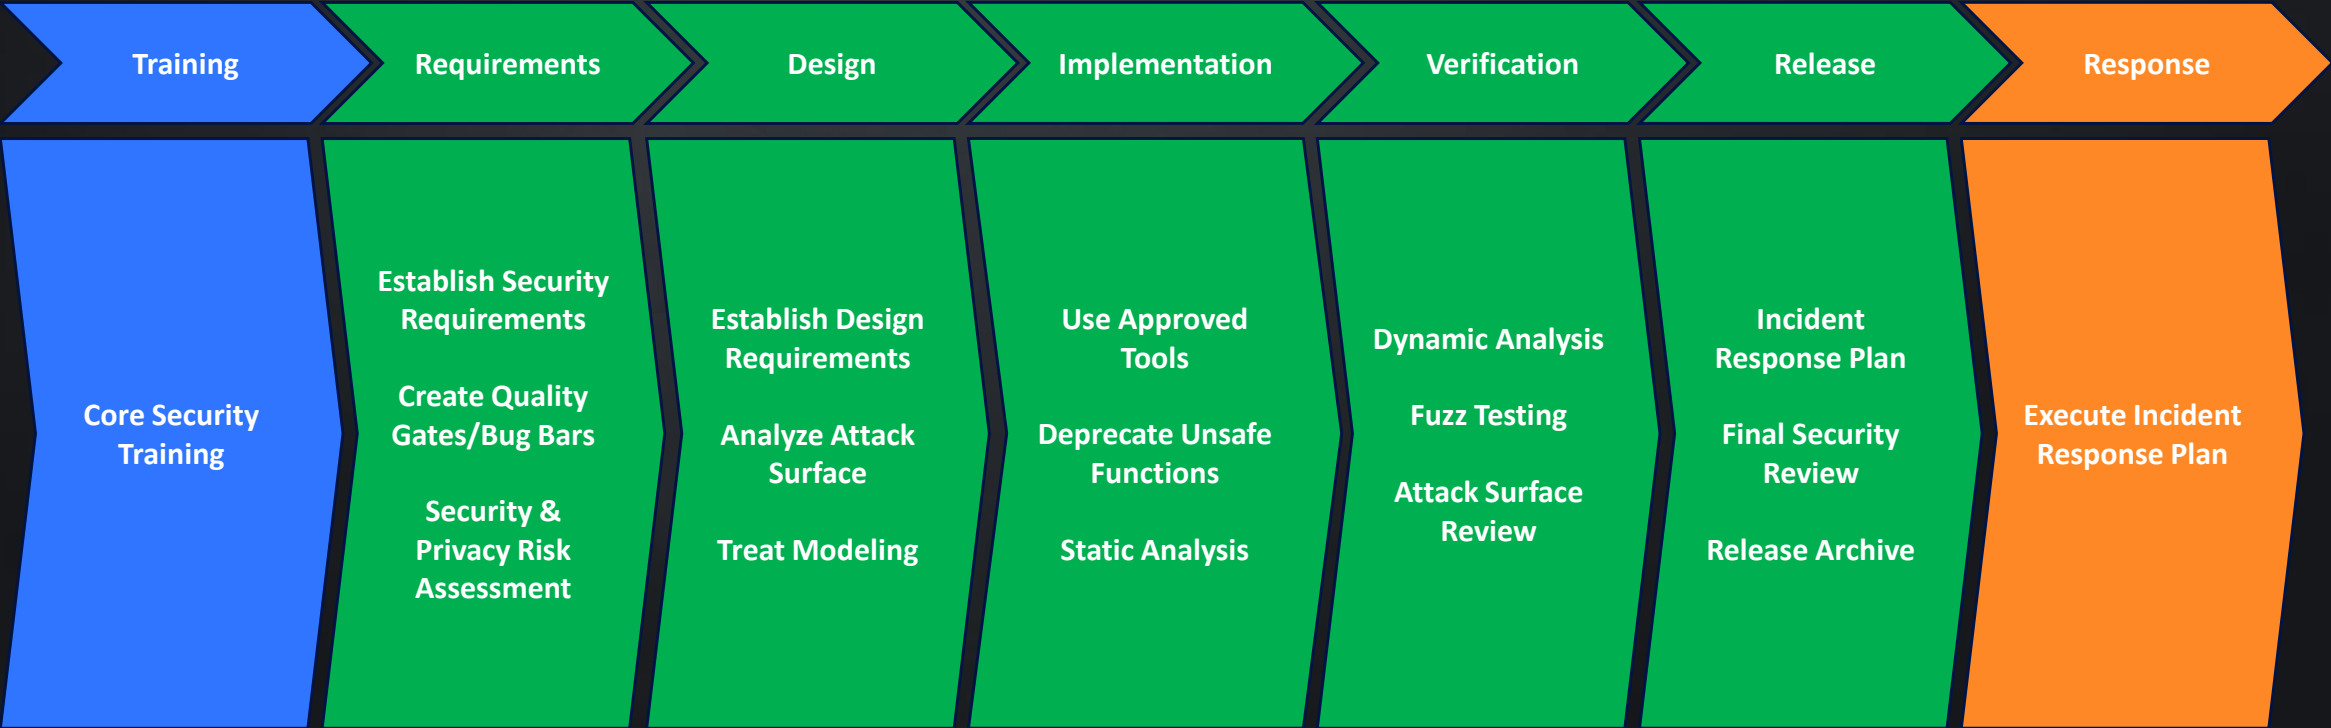 Training
Requirements
Design
Implementation
Verification
Release
Response
Core Security
Training
Establish Security
Requirements
Create Quality
Gates/Bug Bars
Security &
Privacy Risk
Assessment
Establish Design
Requirements
Analyze Attack
Surface
Treat Modeling
Use Approved
Tools
Deprecate Unsafe
Functions
Static Analysis
Dynamic Analysis
Fuzz Testing
Attack Surface
Review
Incident
Response Plan
Final Security
Review
Release Archive
Execute Incident
Response Plan